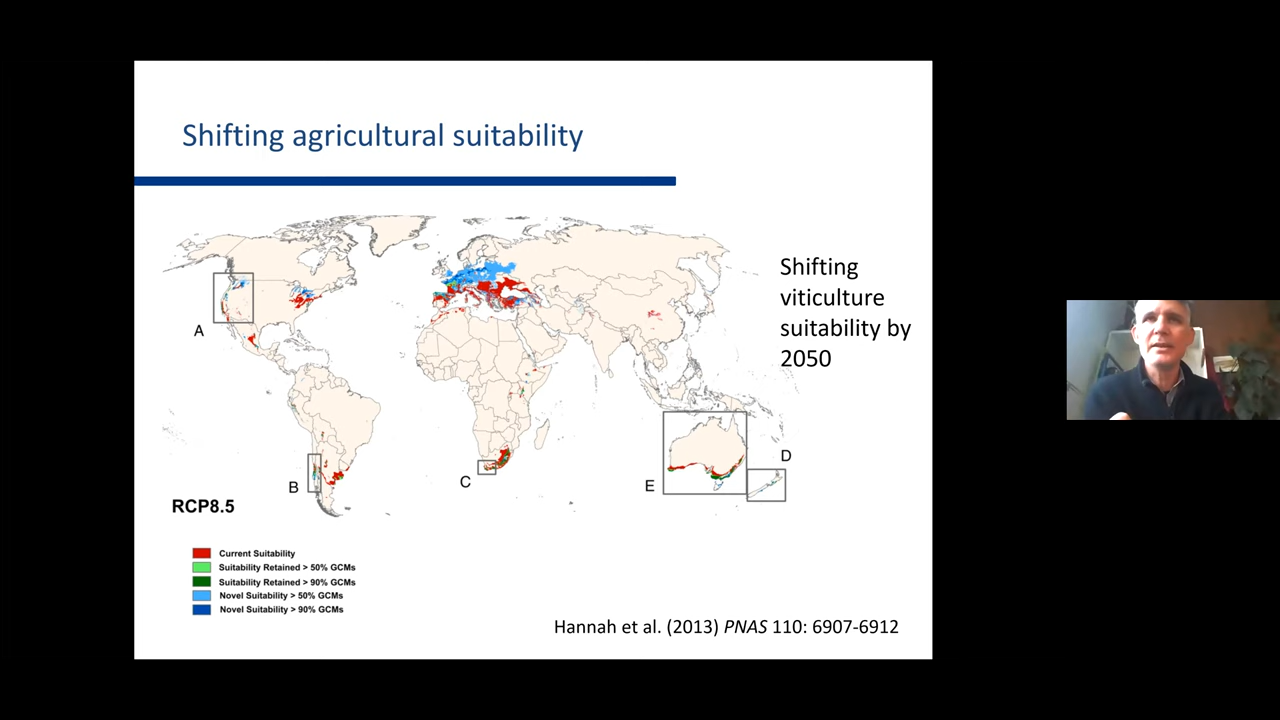 Shifting agricultural suitability
Shifting
viticulture
suitability by
2050
A
B
C
D
E
RCP8.5
Current Suitability
Suitability Retained > 50% GCMs
Suitability Retained > 90% GCMs
Novel Suitability > 50% GCMs
Novel Suitability > 90% GCMs
Hannah et al. (2013) PNAS 110: 6907-6912